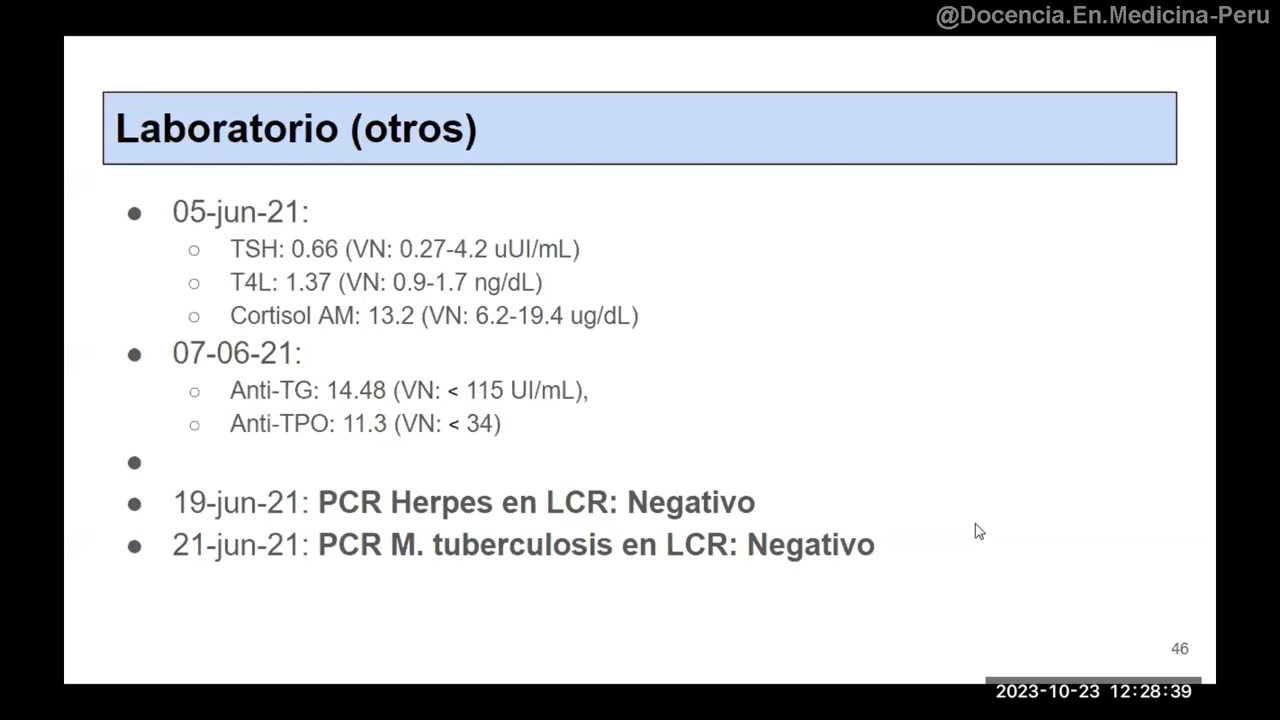 @Docencia.En.Medicina-Peru
Laboratorio (otros)
● 05-jun-21:
○ TSH: 0.66 (VN: 0.27-4.2 uUI/mL)
○ T4L: 1.37 (VN: 0.9-1.7 ng/dL)
○ Cortisol AM: 13.2 (VN: 6.2-19.4 ug/dL)
● 07-06-21:
○ Anti-TG: 14.48 (VN: < 115 UI/mL),
○ Anti-TPO: 11.3 (VN: < 34)
●
● 19-jun-21: PCR Herpes en LCR: Negativo
● 21-jun-21: PCR M. tuberculosis en LCR: Negativo
46
2023-10-23 12:28:39